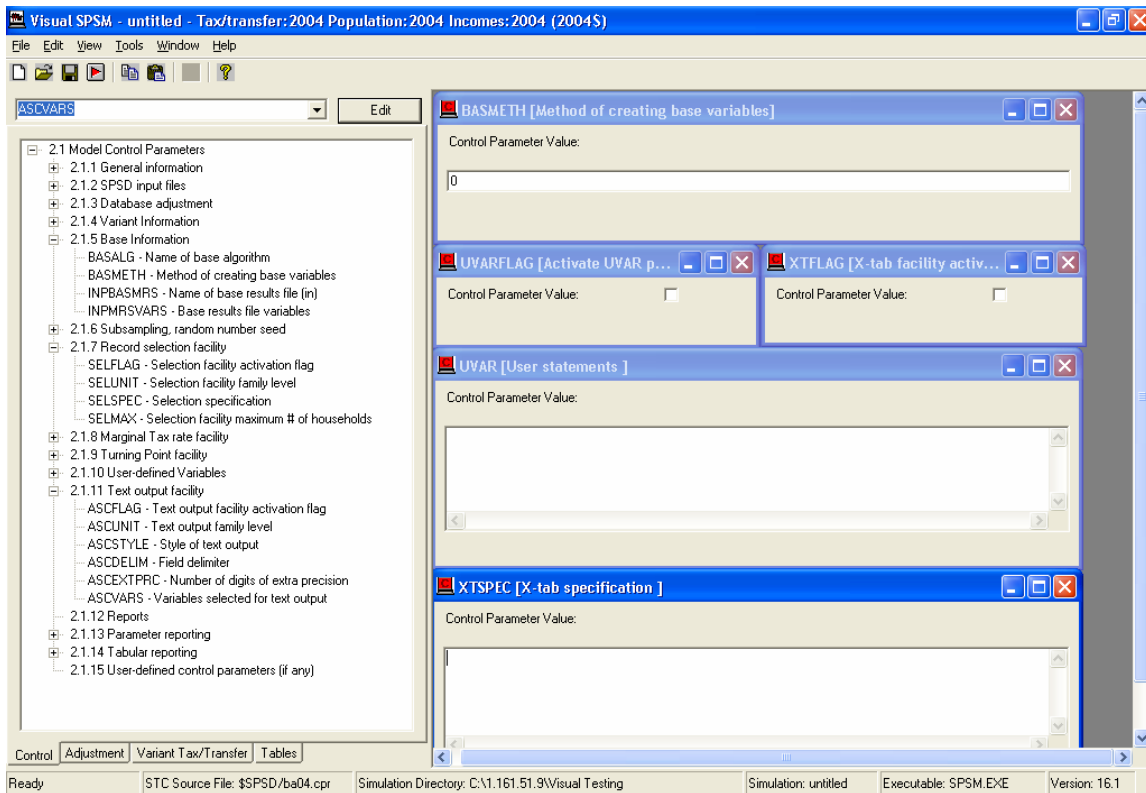 Visual SPSM - untitled - Tax/transfer:2004 Population:2004 Incomes:2004 (2004$)
File Edit View Tools Window Help
ASCVARS
Edit
2.1 Model Control Parameters
2.1.1 General information
2.1.2 SPSD input files
2.1.3 Database adjustment
2.1.4 Variant Information
2.1.5 Base Information
BASALG - Name of base algorithm
BASMETH - Method of creating base variables
INPBASMRS - Name of base results file (in)
INPMRSVARS - Base results file variables
2.1.6 Subsampling, random number seed
2.1.7 Record selection facility
SELFLAG - Selection facility activation flag
SELUNIT - Selection facility family level
SELSPEC - Selection specification
SELMAX - Selection facility maximum # of households
2.1.8 Marginal Tax rate facility
2.1.9 Turning Point facility
2.1.10 User-defined Variables
2.1.11 Text output facility
ASCFLAG - Text output facility activation flag
ASCUNIT - Text output family level
ASCSTYLE - Style of text output
ASCDELIM - Field delimiter
ASCEXTPRC - Number of digits of extra precision
ASCVARS - Variables selected for text output
2.1.12 Reports
2.1.13 Parameter reporting
2.1.14 Tabular reporting
2.1.15 User-defined control parameters (if any)
Control Adjustment Variant Tax/Transfer Tables
BASMETH [Method of creating base variables]
Control Parameter Value:
0
UVARFLAG [Activate UVAR p...
Control Parameter Value:
XTFLAG [X-tab facility activ...
Control Parameter Value:
UVAR [User statements ]
Control Parameter Value:
XTSPEC [X-tab specification ]
Control Parameter Value:
Ready STC Source File: $SPSD/ba04.cpr Simulation Directory: C:\1.161.51.9\Visual Testing Simulation: untitled Executable: SPSM.EXE Version: 16.1